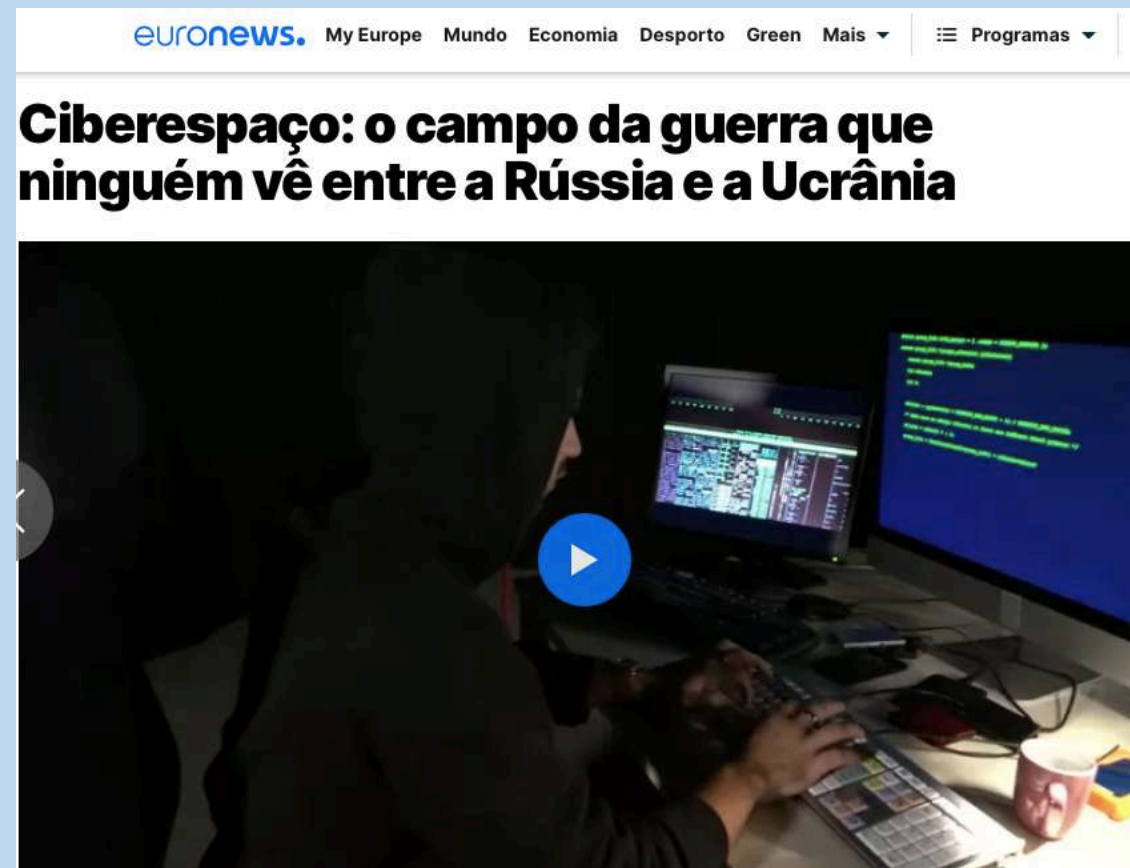 euronews. My Europe Mundo Economia Desporto Green Mais Programas
Ciberespaço: o campo da guerra que
ninguém vê entre a Rússia e a Ucrânia